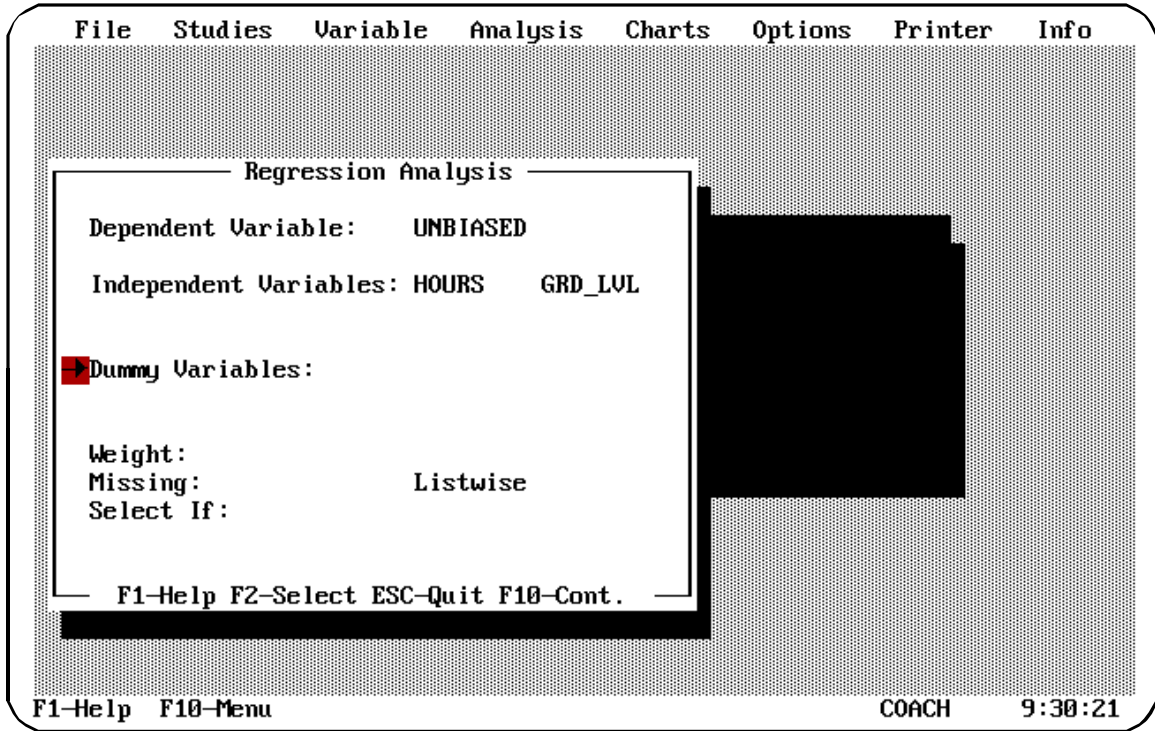 File Studies Variable Analysis Charts Options Printer Info
Regression Analysis
Dependent Variable: UNBIASED
Independent Variables: HOURS GRD_LVL
Dummy Variables:
Weight:
Missing: Listwise
Select If:
F1-Help F2-Select ESC-Quit F10-Cont.
F1-Help F10-Menu COACH 9:30:21